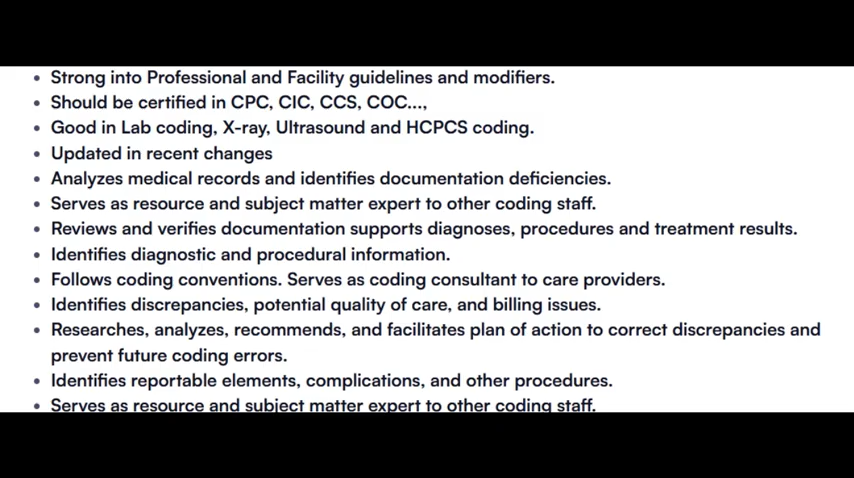 • Strong into Professional and Facility guidelines and modifiers.
• Should be certified in CPC, CIC, CCS, COC...,
• Good in Lab coding, X-ray, Ultrasound and HCPCS coding.
• Updated in recent changes
• Analyzes medical records and identifies documentation deficiencies.
• Serves as resource and subject matter expert to other coding staff.
• Reviews and verifies documentation supports diagnoses, procedures and treatment results.
• Identifies diagnostic and procedural information.
• Follows coding conventions. Serves as coding consultant to care providers.
• Identifies discrepancies, potential quality of care, and billing issues.
• Researches, analyzes, recommends, and facilitates plan of action to correct discrepancies and
prevent future coding errors.
• Identifies reportable elements, complications, and other procedures.
• Serves as resource and subject matter expert to other coding staff.